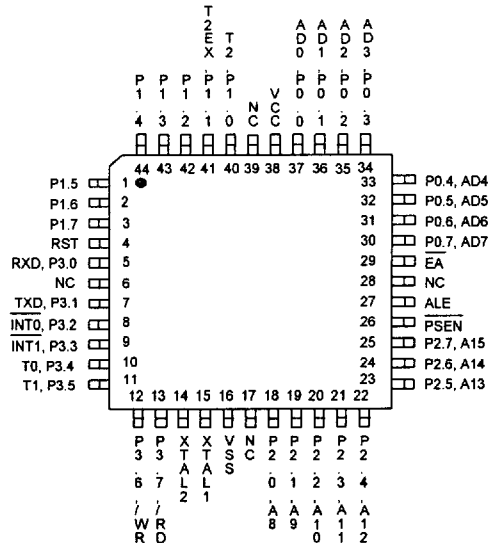 P1.4
P1.3
P1.2
T2EX,P1.1
T2,P1.0
NC
VCC
AD0,P0.0
AD1,P0.1
AD2,P0.2
AD3,P0.3
44 43 42 41 40 39 38 37 36 35 34
P1.5 1
P1.6 2
P1.7 3
RST 4
RXD, P3.0 5
NC 6
TXD, P3.1 7
INT0, P3.2 8
INT1, P3.3 9
T0, P3.4 10
T1, P3.5 11
33 P0.4, AD4
32 P0.5, AD5
31 P0.6, AD6
30 P0.7, AD7
29 EA
28 NC
27 ALE
26 PSEN
25 P2.7, A15
24 P2.6, A14
23 P2.5, A13
12 13 14 15 16 17 18 19 20 21 22
P3.6,/WR
P3.7,/RD
XTAL2
XTAL1
VSS
NC
P2.0,A8
P2.1,A9
P2.2,A10
P2.3,A11
P2.4,A12